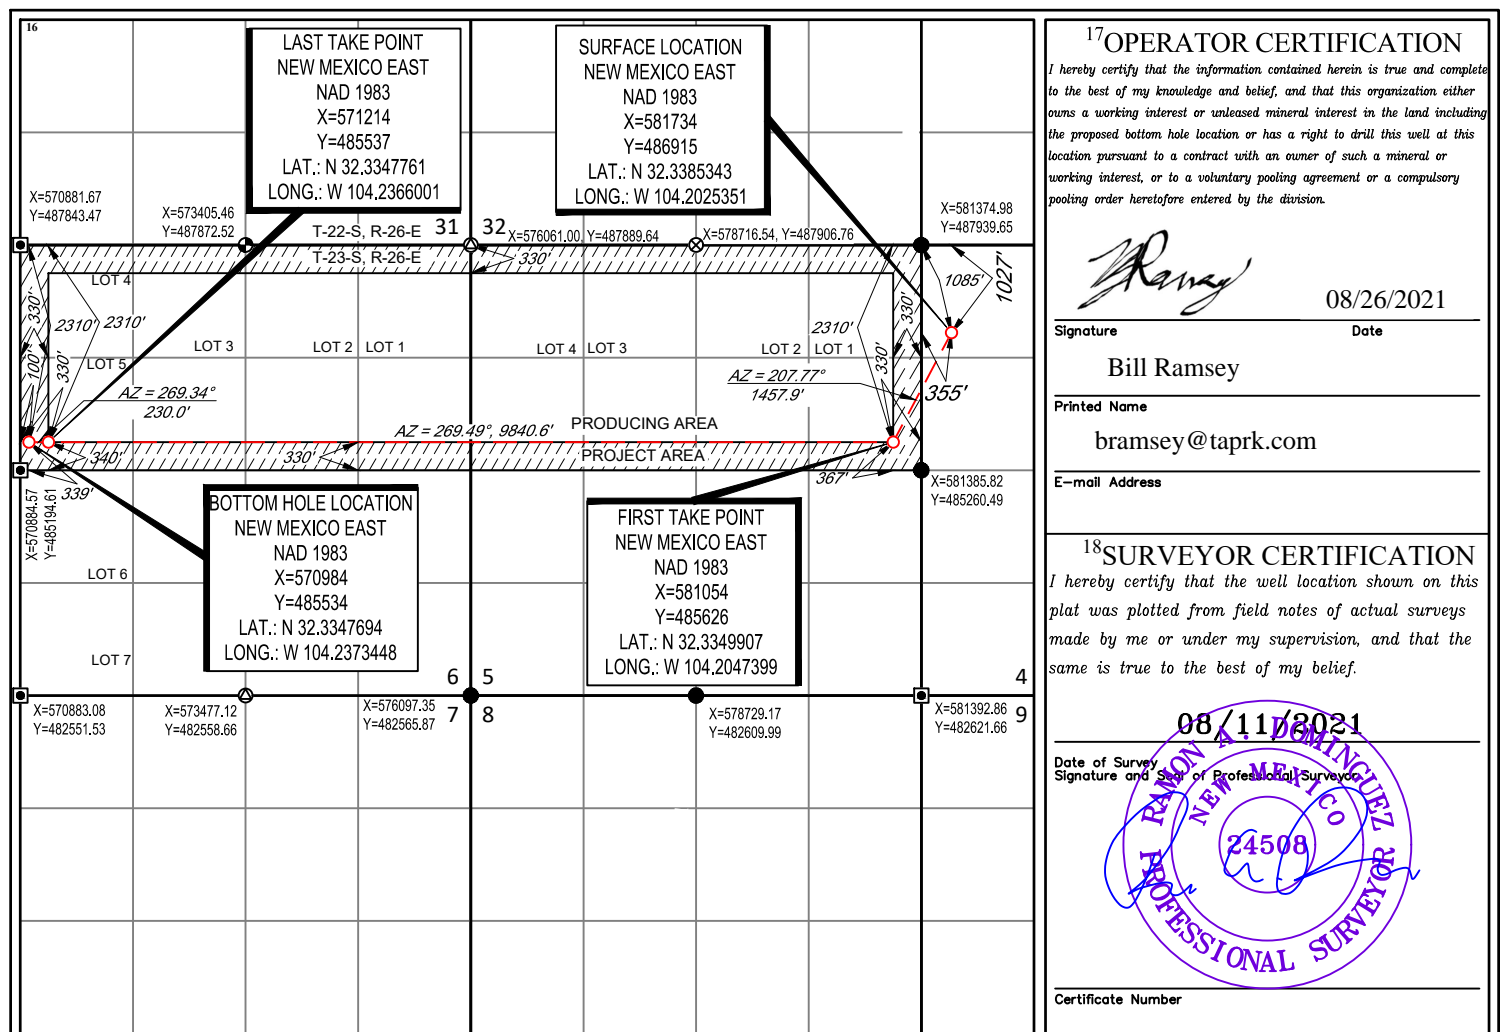 16
LAST TAKE POINT
NEW MEXICO EAST
NAD 1983
X=571214
Y=485537
LAT.: N 32.3347761
LONG.: W 104.2366001
SURFACE LOCATION
NEW MEXICO EAST
NAD 1983
X=581734
Y=486915
LAT.: N 32.3385343
LONG.: W 104.2025351
X=570881.67
Y=487843.47
X=573405.46
Y=487872.52
T-22-S, R-26-E
T-23-S, R-26-E
31
32
X=576061.00, Y=487889.64
X=578716.54, Y=487906.76
X=581374.98
Y=487939.65
330'
1085'
1027'
LOT 4
330'
2310'
2310'
100'
330'
LOT 5
LOT 3
LOT 2
LOT 1
LOT 4
LOT 3
LOT 2
LOT 1
2310'
330'
330'
355'
AZ = 269.34°
230.0'
AZ = 207.77°
1457.9'
AZ = 269.49°, 9840.6'
PRODUCING AREA
PROJECT AREA
340'
330'
367'
339'
X=570884.57
Y=485194.61
X=581385.82
Y=485260.49
BOTTOM HOLE LOCATION
NEW MEXICO EAST
NAD 1983
X=570984
Y=485534
LAT.: N 32.3347694
LONG.: W 104.2373448
FIRST TAKE POINT
NEW MEXICO EAST
NAD 1983
X=581054
Y=485626
LAT.: N 32.3349907
LONG.: W 104.2047399
LOT 6
LOT 7
6
5
7
8
4
9
X=570883.08
Y=482551.53
X=573477.12
Y=482558.66
X=576097.35
Y=482565.87
X=578729.17
Y=482609.99
X=581392.86
Y=482621.66
17OPERATOR CERTIFICATION
I hereby certify that the information contained herein is true and complete
to the best of my knowledge and belief, and that this organization either
owns a working interest or unleased mineral interest in the land including
the proposed bottom hole location or has a right to drill this well at this
location pursuant to a contract with an owner of such a mineral or
working interest, or to a voluntary pooling agreement or a compulsory
pooling order heretofore entered by the division.
08/26/2021
Signature
Date
Bill Ramsey
Printed Name
bramsey@taprk.com
E-mail Address
18SURVEYOR CERTIFICATION
I hereby certify that the well location shown on this
plat was plotted from field notes of actual surveys
made by me or under my supervision, and that the
same is true to the best of my belief.
08/11/2021
Date of Survey
Signature and Seal of Professional Surveyor
RAMON A. DOMINGUEZ
NEW MEXICO
24508
PROFESSIONAL SURVEYOR
Certificate Number